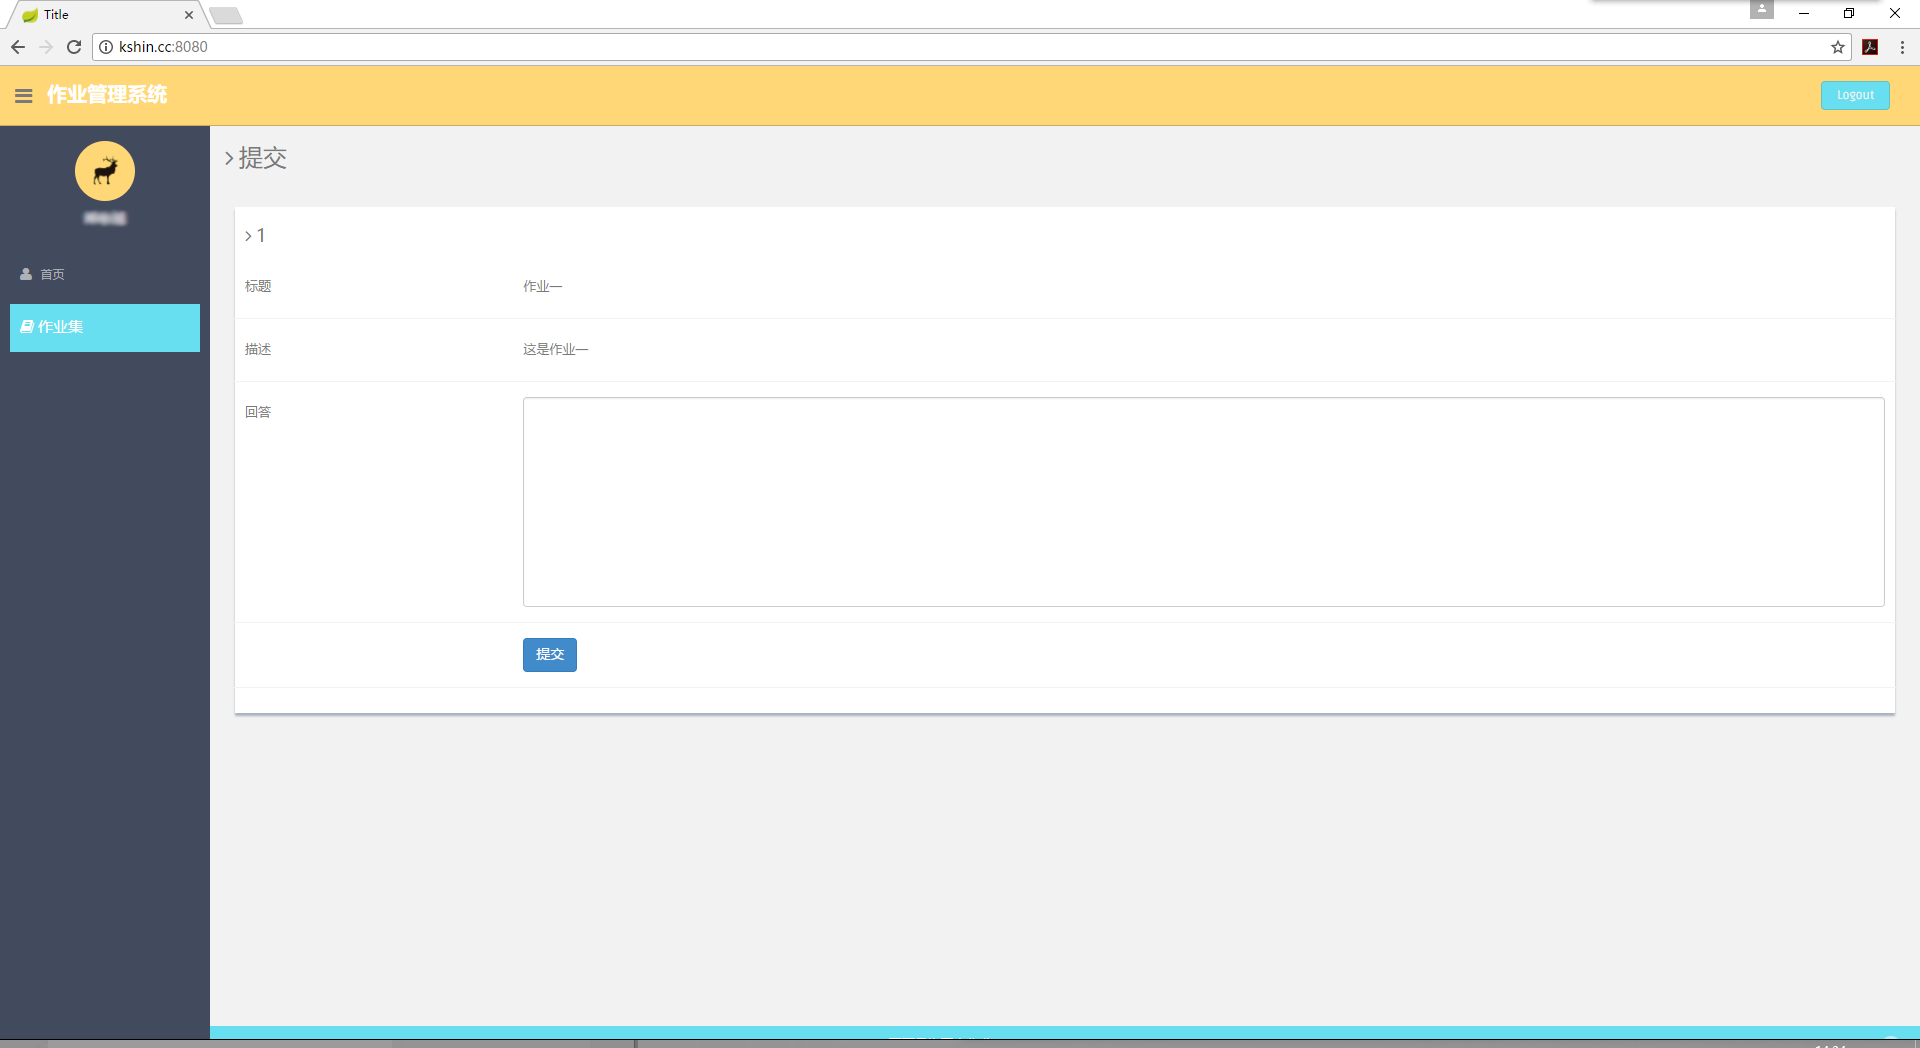 Title
kshin.cc:8080
作业管理系统
Logout
提交
首页
作业集
1
标题
作业一
描述
这是作业一
回答
提交